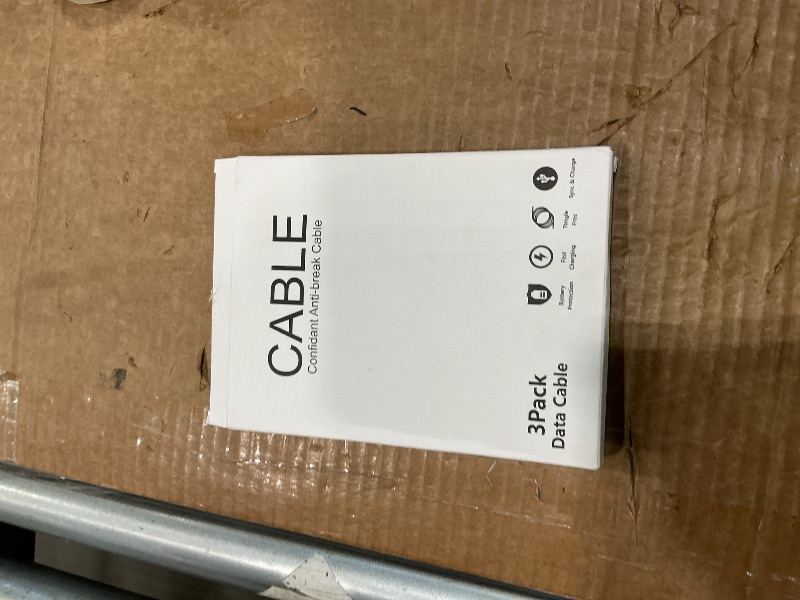 CABLE
Confidant Anti-break Cable
3Pack
Data Cable
Battery
Protection
Fast
Charging
Tangle
Free
Sync & Charge